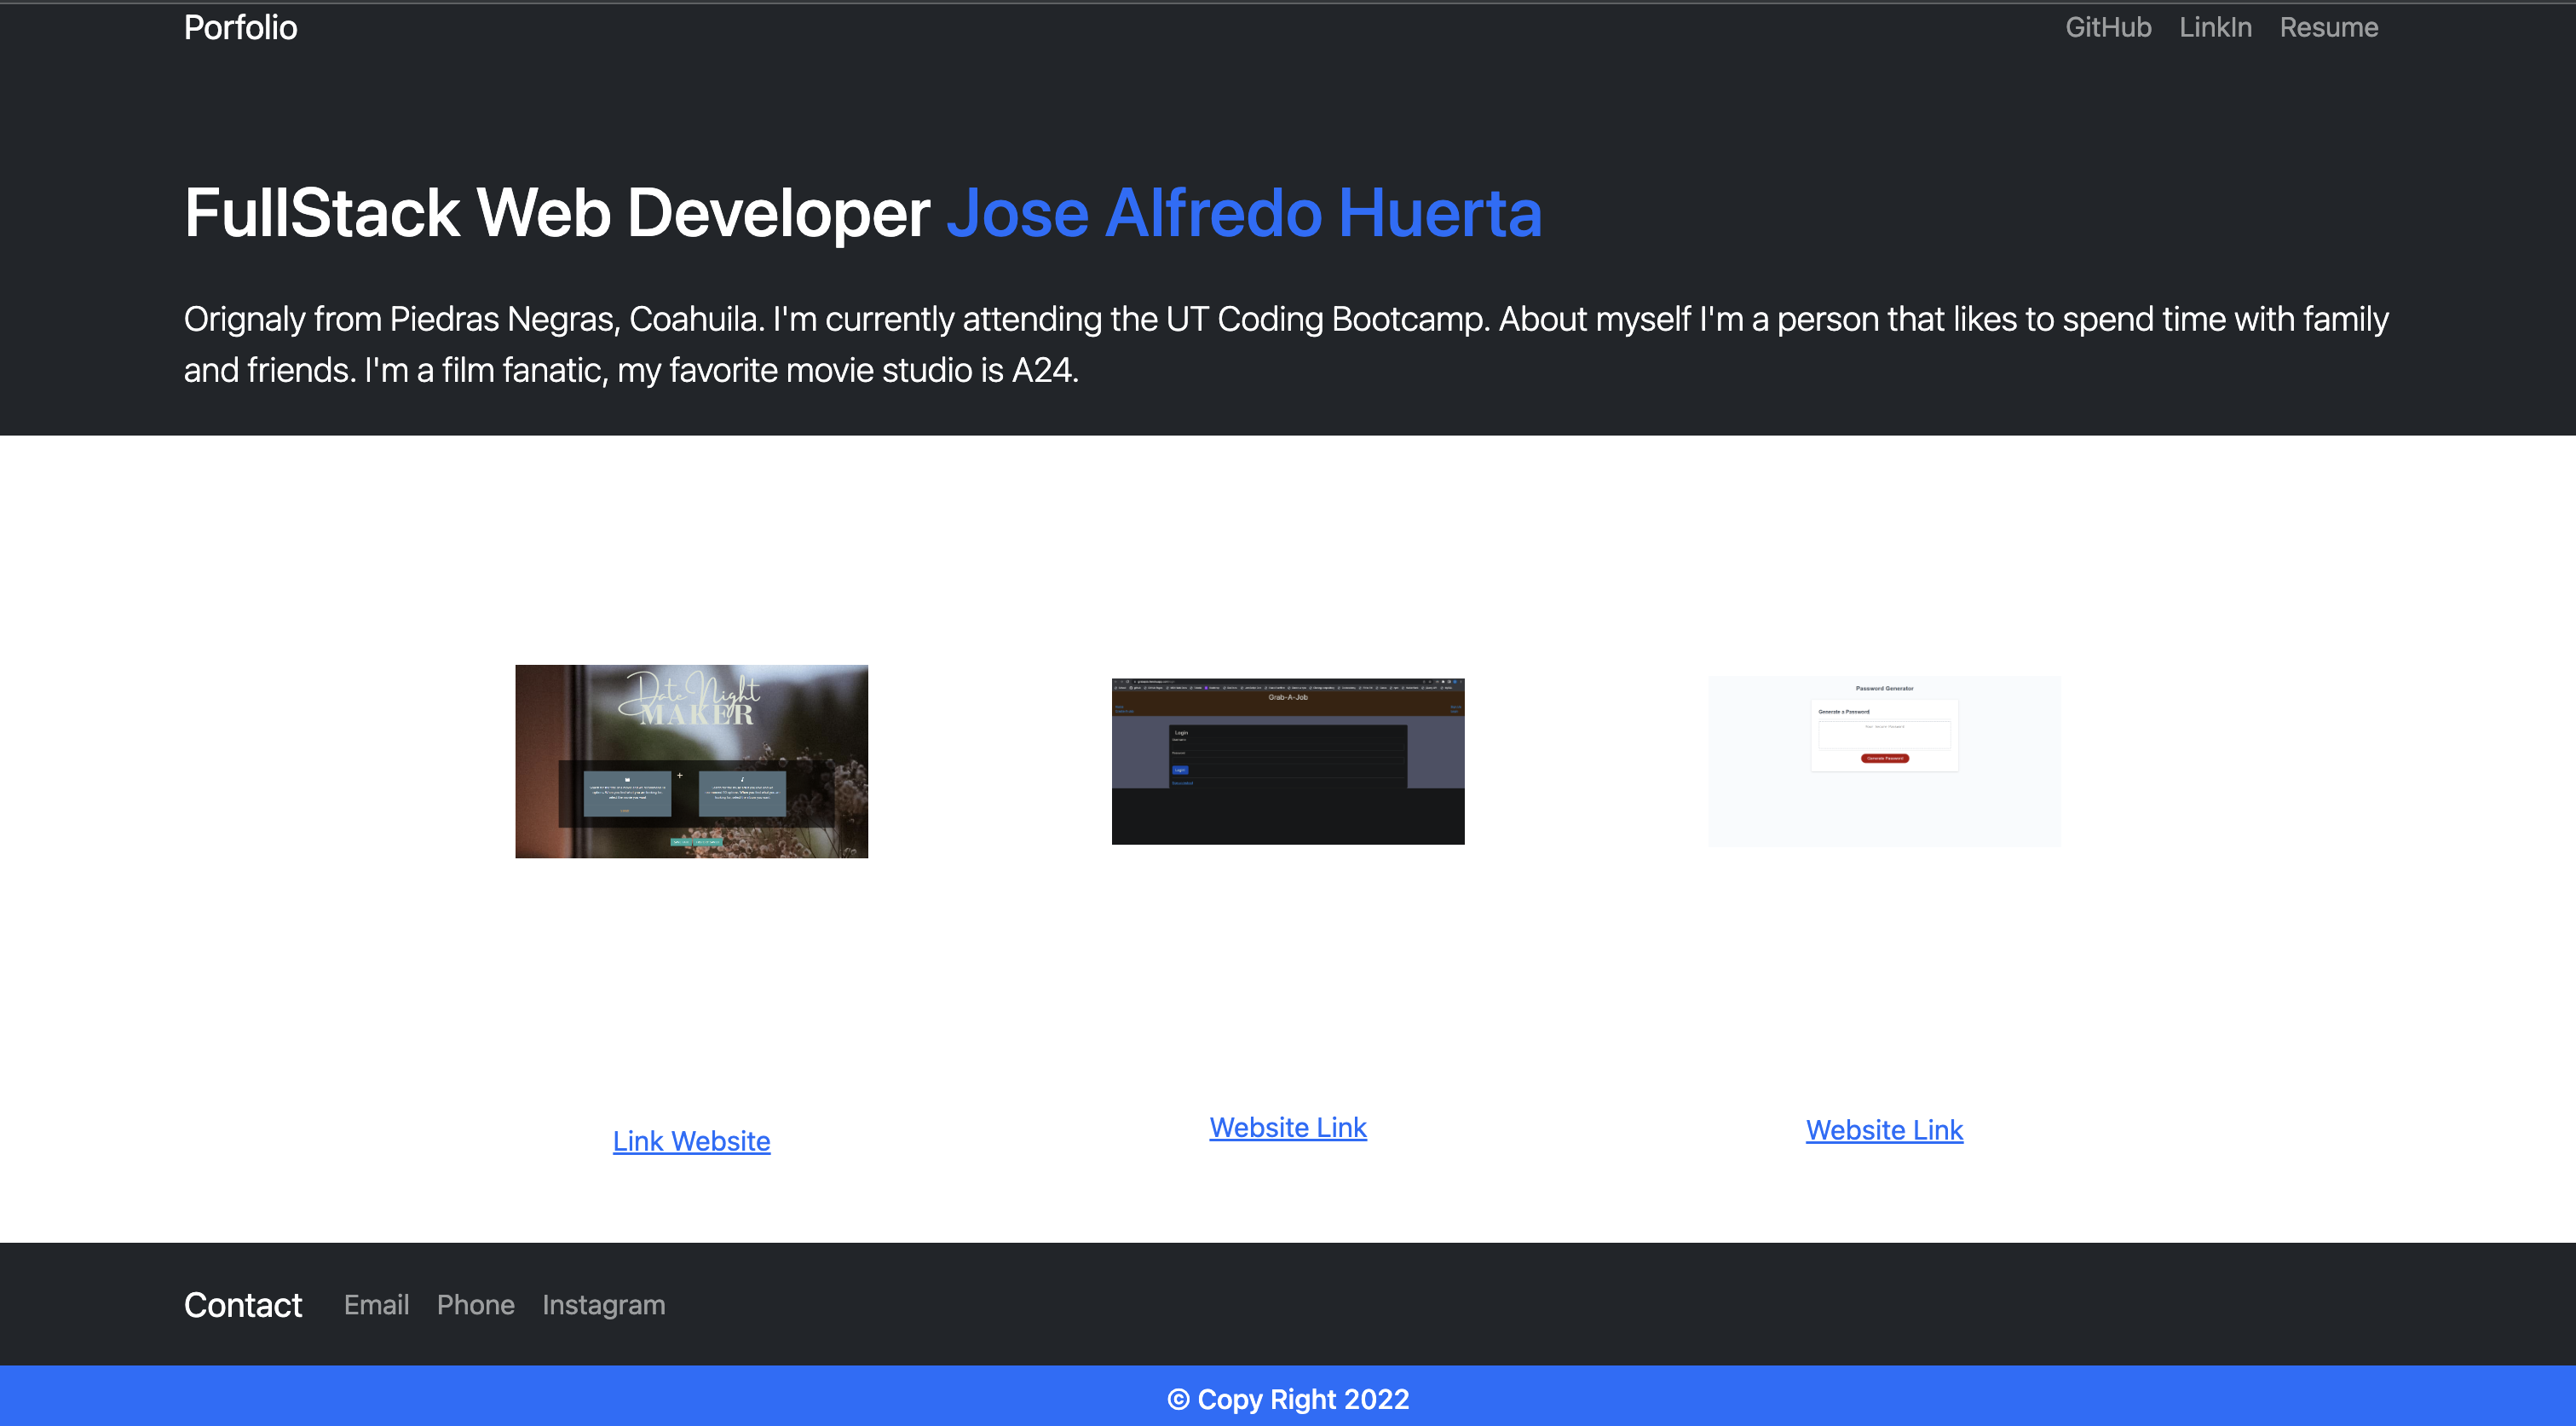 Porfolio
GitHub LinkIn Resume
FullStack Web Developer Jose Alfredo Huerta
Orignaly from Piedras Negras, Coahuila. I'm currently attending the UT Coding Bootcamp. About myself I'm a person that likes to spend time with family
and friends. I'm a film fanatic, my favorite movie studio is A24.
Date Night
MAKER
Grab-A-Job
Login
Password Generator
Generate a Password
Generate Password
Link Website
Website Link
Website Link
Contact Email Phone Instagram
© Copy Right 2022